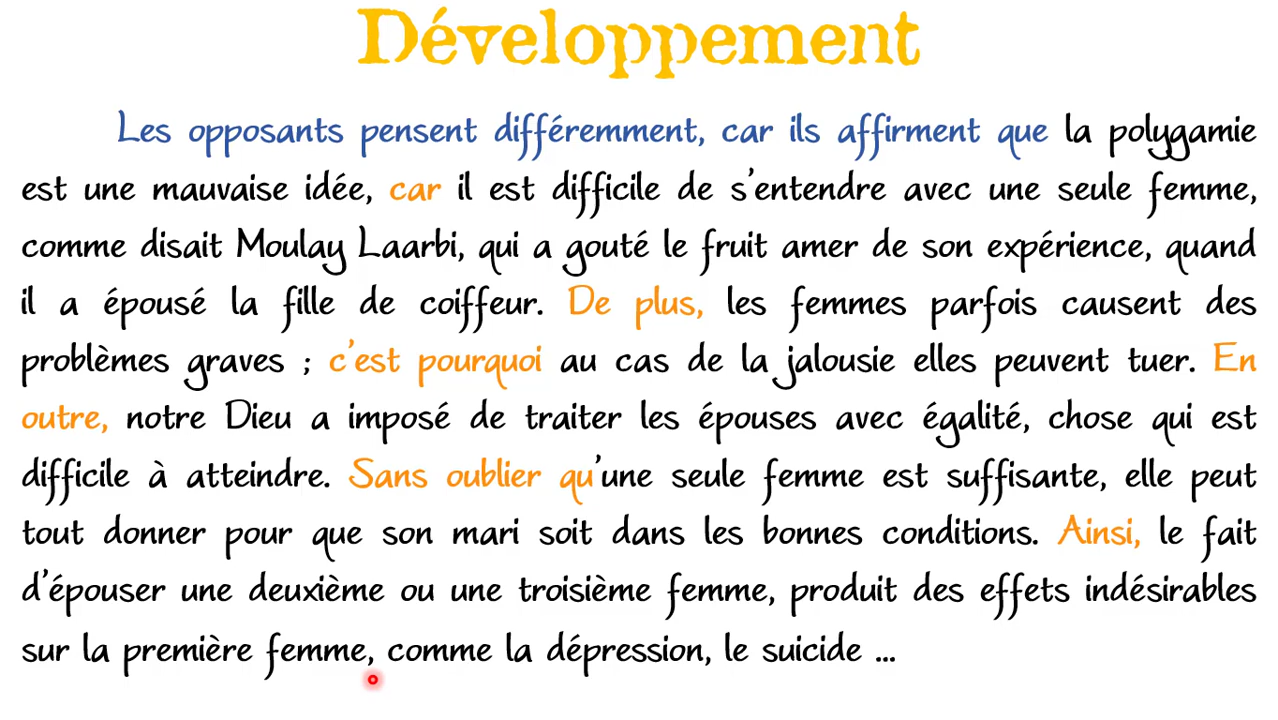 Développement
Les opposants pensent différemment, car ils affirment que la polygamie
est une mauvaise idée, car il est difficile de s'entendre avec une seule femme,
comme disait Moulay Laarbi, qui a gouté le fruit amer de son expérience, quand
il a épousé la fille de coiffeur. De plus, les femmes parfois causent des
problèmes graves ; c'est pourquoi au cas de la jalousie elles peuvent tuer. En
outre, notre Dieu a imposé de traiter les épouses avec égalité, chose qui est
difficile à atteindre. Sans oublier qu'une seule femme est suffisante, elle peut
tout donner pour que son mari soit dans les bonnes conditions. Ainsi, le fait
d'épouser une deuxième ou une troisième femme, produit des effets indésirables
sur la première femme, comme la dépression, le suicide ...